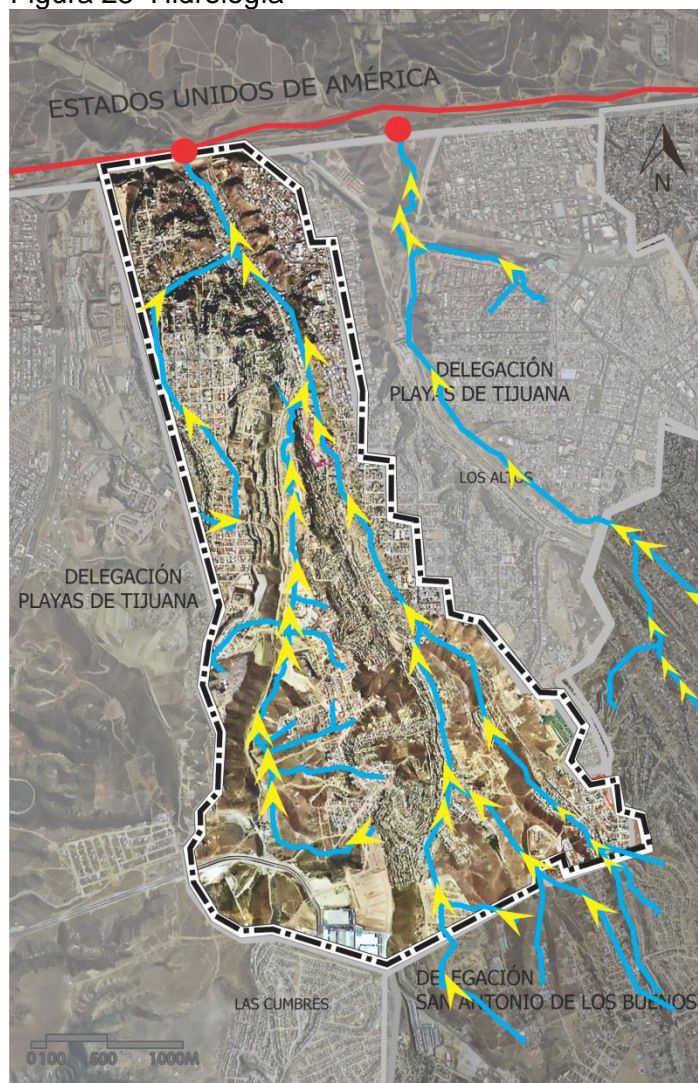 Figura 28 Hidrología
ESTADOS UNIDOS DE AMÉRICA
N
DELEGACIÓN
PLAYAS DE TIJUANA
LOS ALTOS
DELEGACIÓN
PLAYAS DE TIJUANA
DELEGACIÓN
SAN ANTONIO DE LOS BUENOS
LAS CUMBRES
0 100 500 1000M